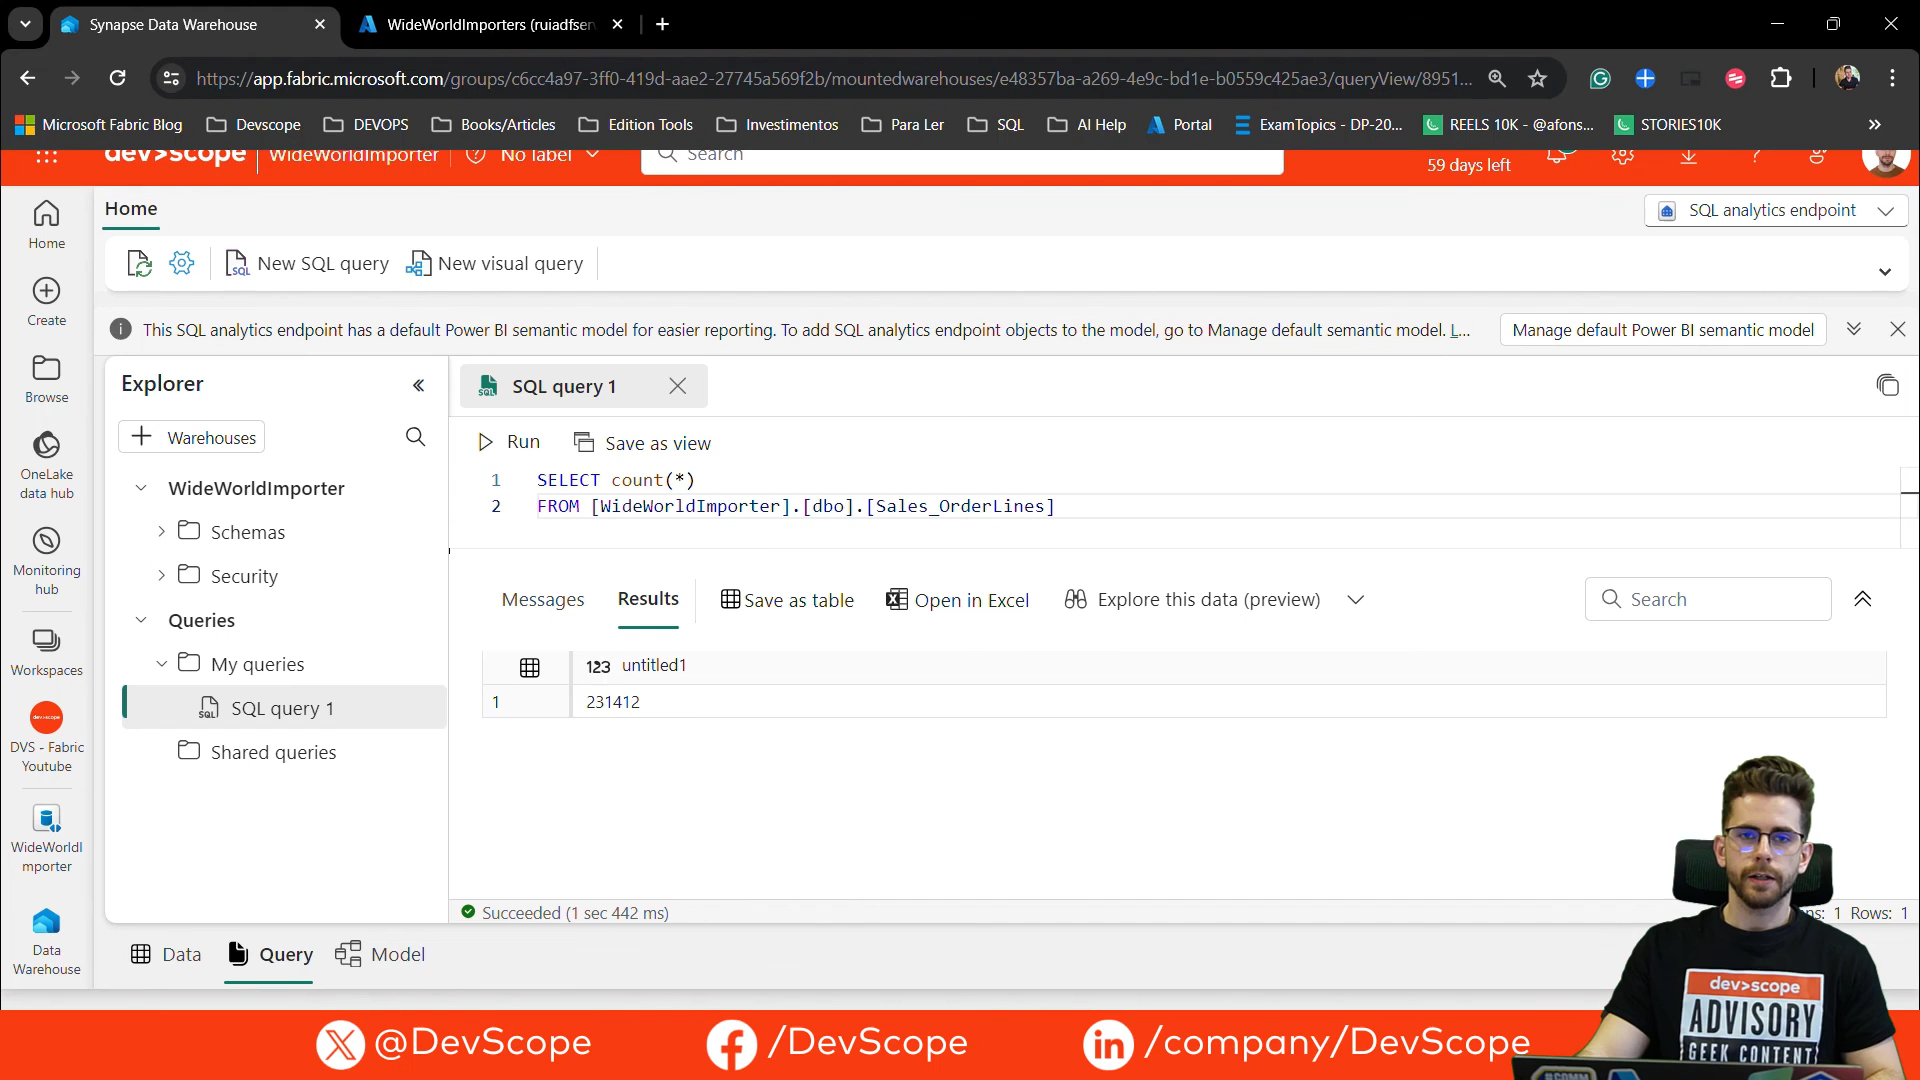 Synapse Data Warehouse
WideWorldImporters (ruiadfser
https://app.fabric.microsoft.com/groups/c6cc4a97-3ff0-419d-aae2-27745a569f2b/mountedwarehouses/e48357ba-a269-4e9c-bd1e-b0559c425ae3/queryView/8951...
Microsoft Fabric Blog Devscope DEVOPS Books/Articles Edition Tools Investimentos Para Ler SQL AI Help Portal ExamTopics - DP-20... REELS 10K - @afons... STORIES10K
dev>scope WideWorldImporter No label Search
59 days left
Home
SQL analytics endpoint
New SQL query New visual query
This SQL analytics endpoint has a default Power BI semantic model for easier reporting. To add SQL analytics endpoint objects to the model, go to Manage default semantic model. L...
Manage default Power BI semantic model
Home
Create
Browse
OneLake
data hub
Monitoring
hub
Workspaces
dev>scope
DVS - Fabric
Youtube
WideWorldI
mporter
Data
Warehouse
Explorer
Warehouses
WideWorldImporter
Schemas
Security
Queries
My queries
SQL
SQL query 1
Shared queries
SQL query 1
Run Save as view
1 SELECT count(*)
2 FROM [WideWorldImporter].[dbo].[Sales_OrderLines]
Messages Results Save as table Open in Excel Explore this data (preview) Search
123 untitled1
1 231412
Succeeded (1 sec 442 ms)
ns: 1 Rows: 1
Data Query Model
@DevScope /DevScope /company/DevScope
dev>scope
ADVISORY
GEEK CONTENT